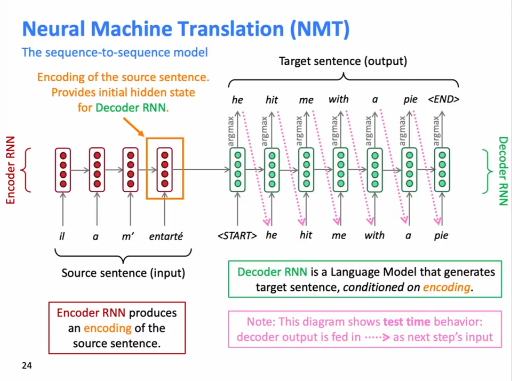 Neural Machine Translation (NMT)
The sequence-to-sequence model
Target sentence (output)
Encoding of the source sentence.
Provides initial hidden state
for Decoder RNN.
he hit me with a pie <END>
argmax argmax argmax argmax argmax argmax argmax
Encoder RNN
Decoder RNN
il a m' entarté <START> he hit me with a pie
Source sentence (input)
Decoder RNN is a Language Model that generates
target sentence, conditioned on encoding.
Encoder RNN produces
an encoding of the
source sentence.
Note: This diagram shows test time behavior:
decoder output is fed in ·····> as next step's input
24